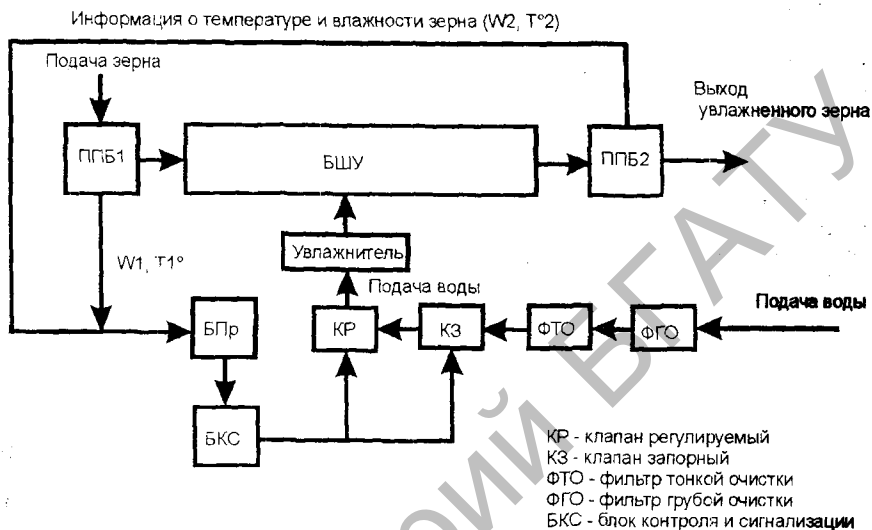 Информация о температуре и влажности зерна (W2, T°2)
Подача зерна
Выход
увлажненного зерна
ППБ1
БШУ
ППБ2
Увлажнитель
W1, T1°
Подача воды
Подача воды
БПр
КР
КЗ
ФТО
ФГО
БКС
КР - клапан регулируемый
КЗ - клапан запорный
ФТО - фильтр тонкой очистки
ФГО - фильтр грубой очистки
БКС - блок контроля и сигнализации
РИЙ БГАТУ